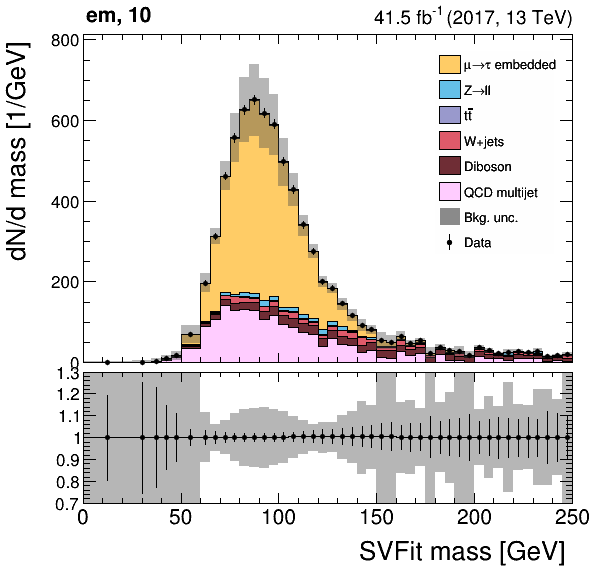 em, 10
41.5 fb⁻¹ (2017, 13 TeV)
dN/d mass [1/GeV]
800
600
400
200
0
μ→τ embedded
Z→ll
tt̄
W+jets
Diboson
QCD multijet
Bkg. unc.
Data
1.3
1.2
1.1
1
0.9
0.8
0.7
0 50 100 150 200 250
SVFit mass [GeV]